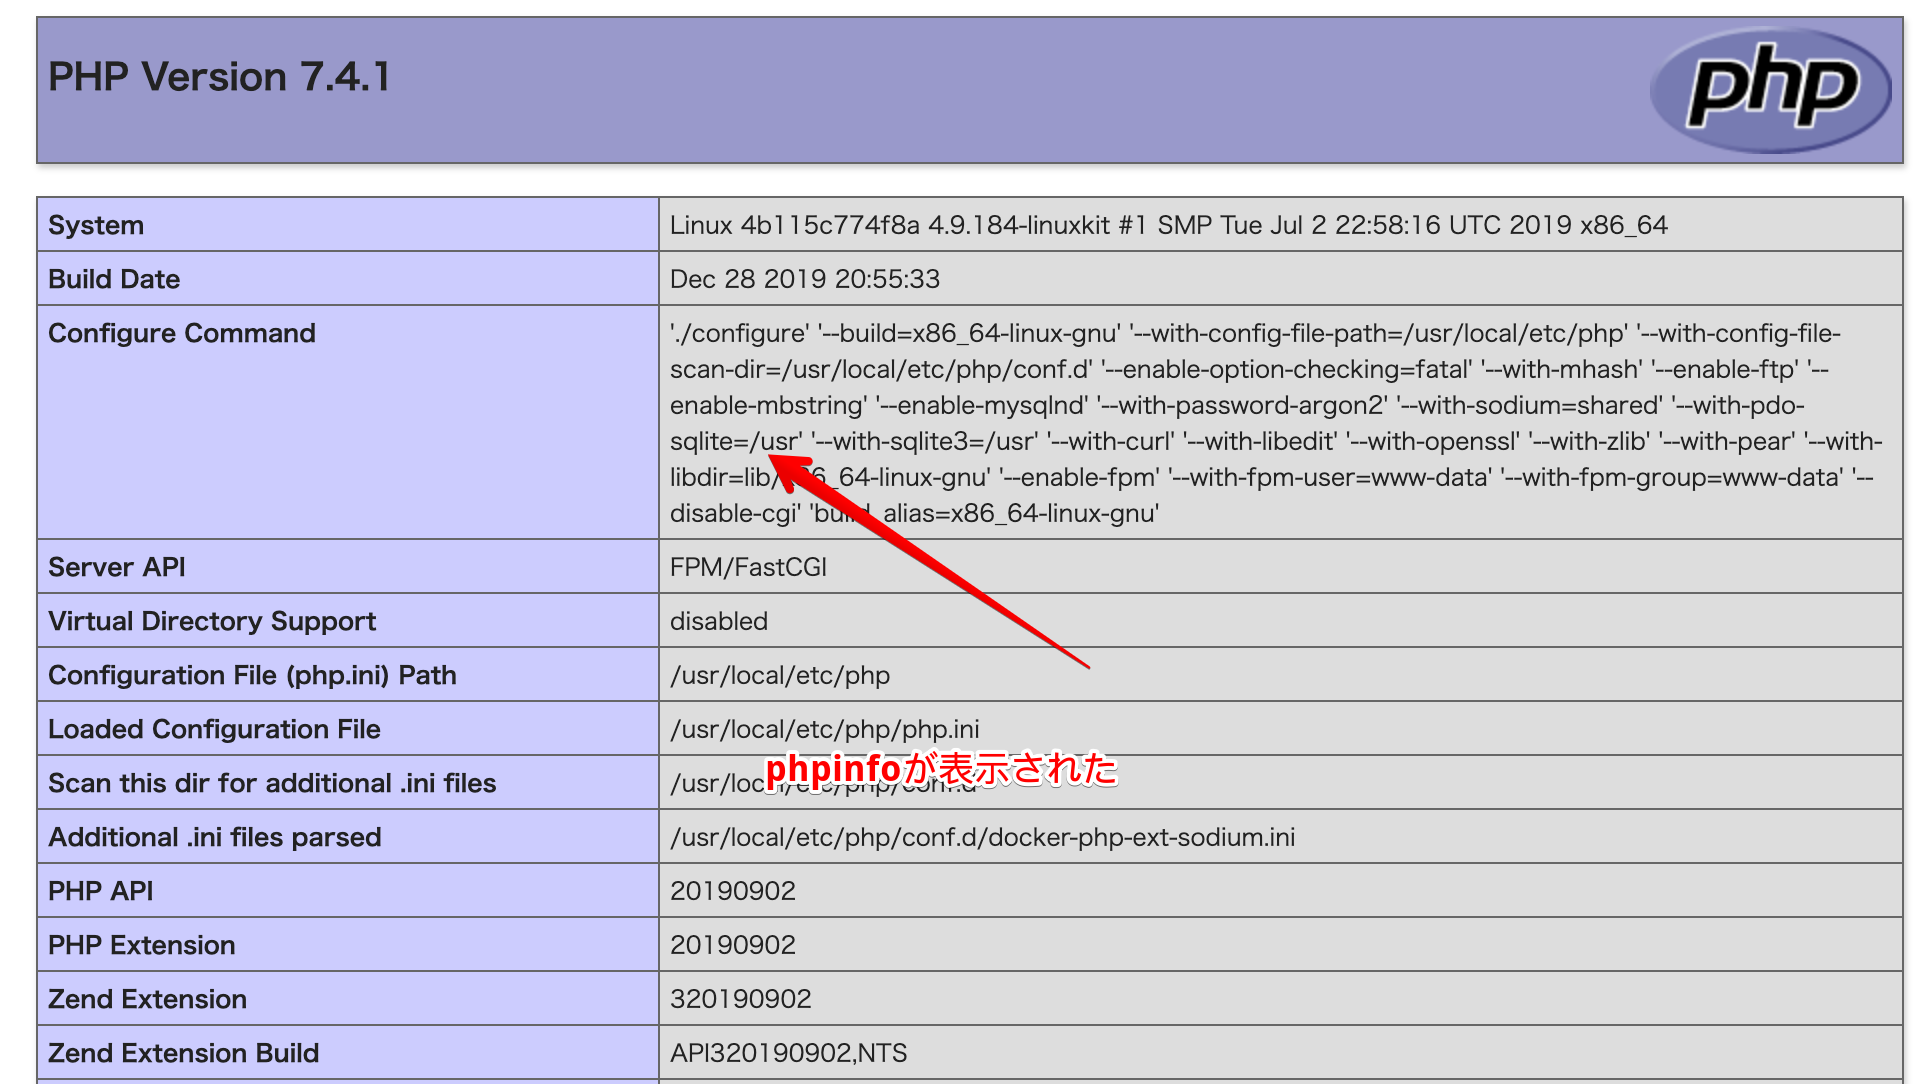 PHP Version 7.4.1
php
System Linux 4b115c774f8a 4.9.184-linuxkit #1 SMP Tue Jul 2 22:58:16 UTC 2019 x86_64
Build Date Dec 28 2019 20:55:33
Configure Command './configure' '--build=x86_64-linux-gnu' '--with-config-file-path=/usr/local/etc/php' '--with-config-file-
scan-dir=/usr/local/etc/php/conf.d' '--enable-option-checking=fatal' '--with-mhash' '--enable-ftp' '--
enable-mbstring' '--enable-mysqlnd' '--with-password-argon2' '--with-sodium=shared' '--with-pdo-
sqlite=/usr' '--with-sqlite3=/usr' '--with-curl' '--with-libedit' '--with-openssl' '--with-zlib' '--with-pear' '--with-
libdir=lib/x86_64-linux-gnu' '--enable-fpm' '--with-fpm-user=www-data' '--with-fpm-group=www-data' '--
disable-cgi' 'build_alias=x86_64-linux-gnu'
Server API FPM/FastCGI
Virtual Directory Support disabled
Configuration File (php.ini) Path /usr/local/etc/php
Loaded Configuration File /usr/local/etc/php/php.ini
phpinfoが表示された
Scan this dir for additional .ini files /usr/local/etc/php/conf.d
Additional .ini files parsed /usr/local/etc/php/conf.d/docker-php-ext-sodium.ini
PHP API 20190902
PHP Extension 20190902
Zend Extension 320190902
Zend Extension Build API320190902,NTS